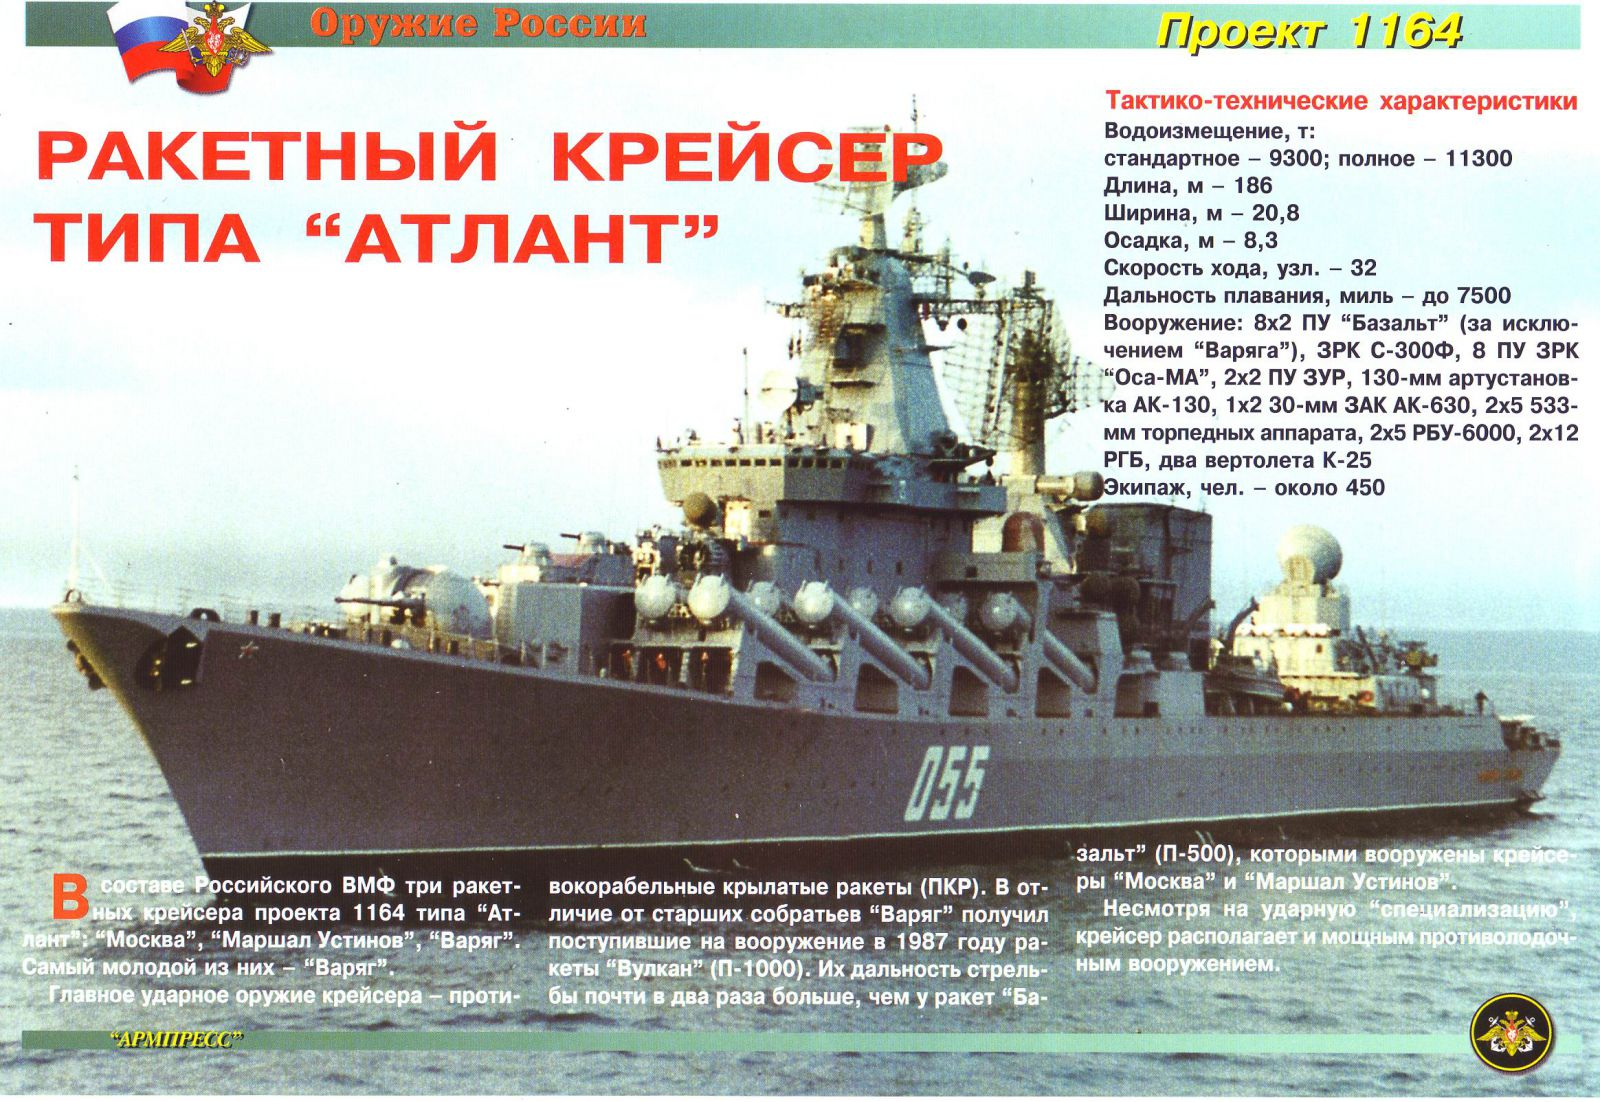 Оружие России
Проект 1164
РАКЕТНЫЙ КРЕЙСЕР
ТИПА “АТЛАНТ”
Тактико-технические характеристики
Водоизмещение, т:
стандартное – 9300; полное – 11300
Длина, м – 186
Ширина, м – 20,8
Осадка, м – 8,3
Скорость хода, узл. – 32
Дальность плавания, миль – до 7500
Вооружение: 8х2 ПУ “Базальт” (за исклю-
чением “Варяга”), ЗРК С-300Ф, 8 ПУ ЗРК
“Оса-МА”, 2х2 ПУ ЗУР, 130-мм артустанов-
ка АК-130, 1х2 30-мм ЗАК АК-630, 2х5 533-
мм торпедных аппарата, 2х5 РБУ-6000, 2х12
РГБ, два вертолета К-25
Экипаж, чел. – около 450
055
В составе Российского ВМФ три ракет-
ных крейсера проекта 1164 типа “Ат-
лант”: “Москва”, “Маршал Устинов”, “Варяг”.
Самый молодой из них – “Варяг”.
Главное ударное оружие крейсера – проти-
вокорабельные крылатые ракеты (ПКР). В от-
личие от старших собратьев “Варяг” получил
поступившие на вооружение в 1987 году ра-
кеты “Вулкан” (П-1000). Их дальность стрель-
бы почти в два раза больше, чем у ракет “Ба-
зальт” (П-500), которыми вооружены крейсе-
ры “Москва” и “Маршал Устинов”.
Несмотря на ударную “специализацию”,
крейсер располагает и мощным противолодоч-
ным вооружением.
“АРМПРЕСС”